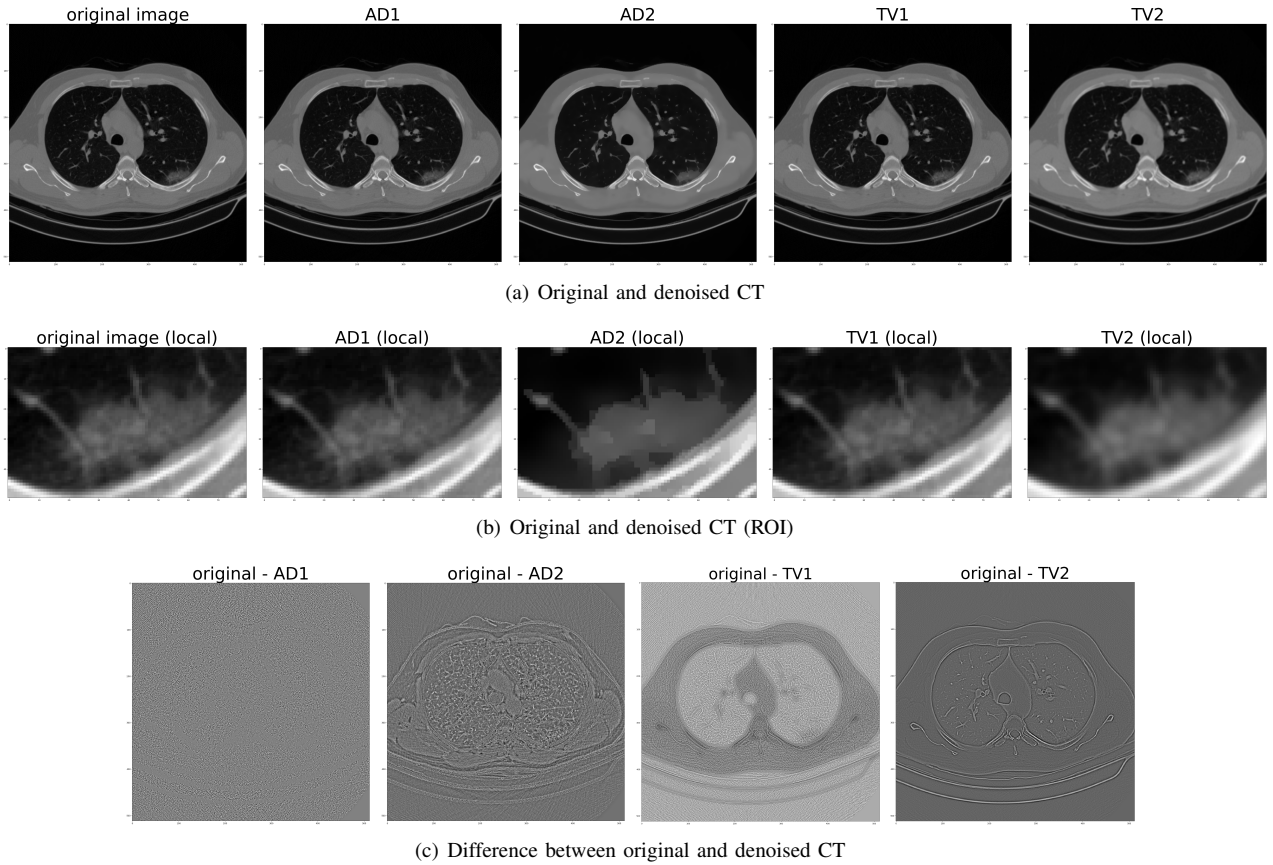 original image AD1 AD2 TV1 TV2
(a) Original and denoised CT
original image (local) AD1 (local) AD2 (local) TV1 (local) TV2 (local)
(b) Original and denoised CT (ROI)
original - AD1 original - AD2 original - TV1 original - TV2
(c) Difference between original and denoised CT